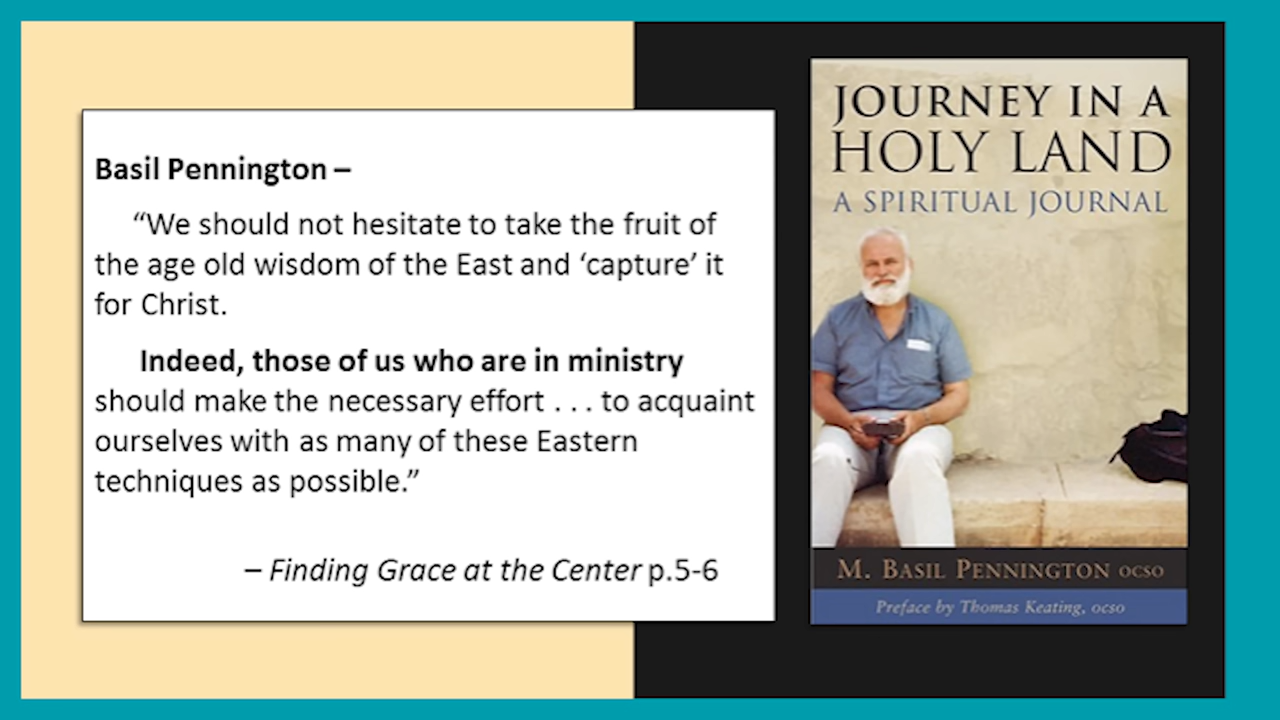 Basil Pennington –
“We should not hesitate to take the fruit of
the age old wisdom of the East and ‘capture’ it
for Christ.
Indeed, those of us who are in ministry
should make the necessary effort . . . to acquaint
ourselves with as many of these Eastern
techniques as possible.”
– Finding Grace at the Center p.5-6
JOURNEY IN A
HOLY LAND
A SPIRITUAL JOURNAL
M. BASIL PENNINGTON OCSO
Preface by Thomas Keating, OCSO